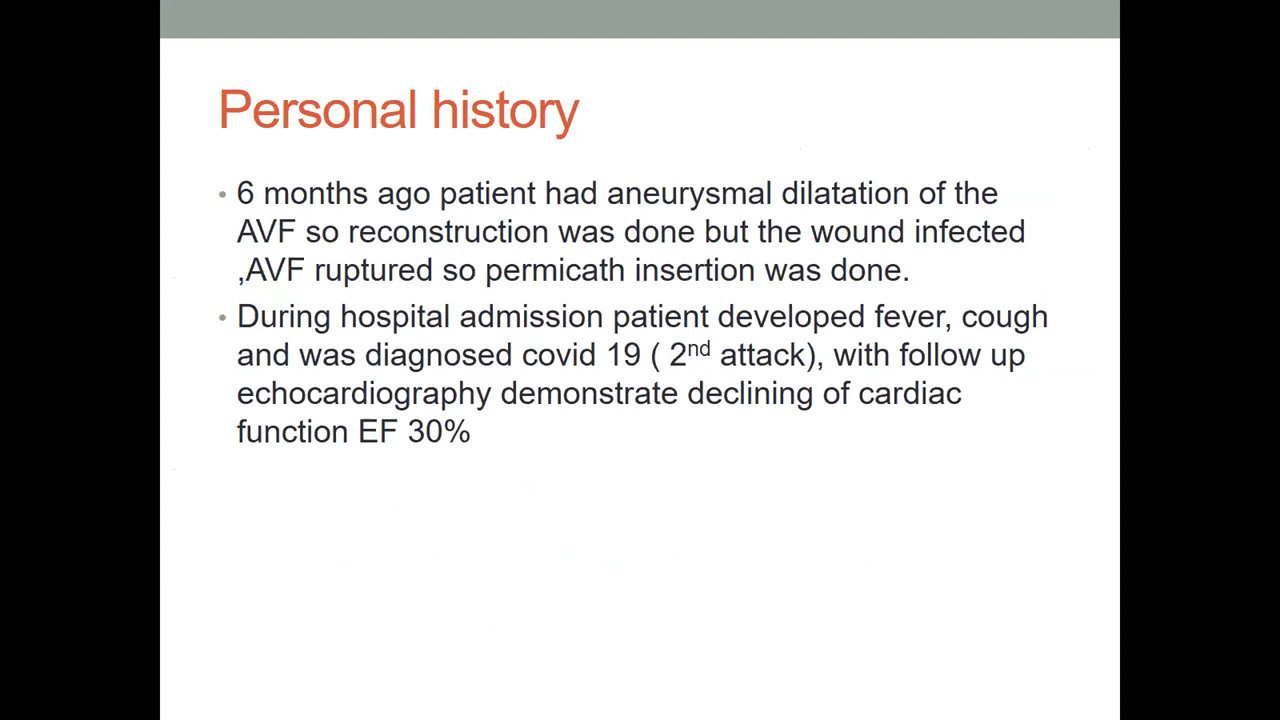 Personal history
• 6 months ago patient had aneurysmal dilatation of the
AVF so reconstruction was done but the wound infected
,AVF ruptured so permicath insertion was done.
• During hospital admission patient developed fever, cough
and was diagnosed covid 19 ( 2nd attack), with follow up
echocardiography demonstrate declining of cardiac
function EF 30%